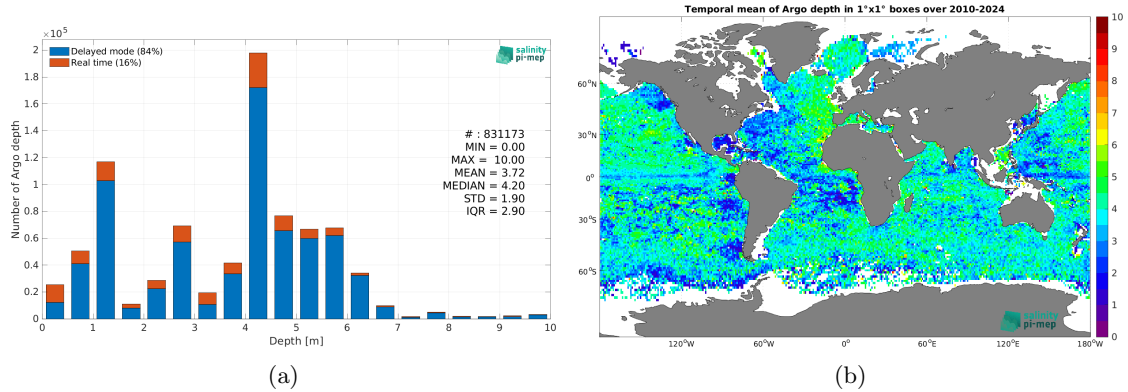 ×10⁵
Delayed mode (84%)
Real time (16%)
salinity
pi-mep
2
1.8
1.6
1.4
1.2
1
0.8
0.6
0.4
0.2
0
Number of Argo depth
# : 831173
MIN = 0.00
MAX = 10.00
MEAN = 3.72
MEDIAN = 4.20
STD = 1.90
IQR = 2.90
0 1 2 3 4 5 6 7 8 9 10
Depth [m]
(a)
Temporal mean of Argo depth in 1°x1° boxes over 2010-2024
60°N
30°N
0°
30°S
60°S
120°W 60°W 0° 60°E 120°E 180°W
salinity
pi-mep
10
9
8
7
6
5
4
3
2
1
0
(b)